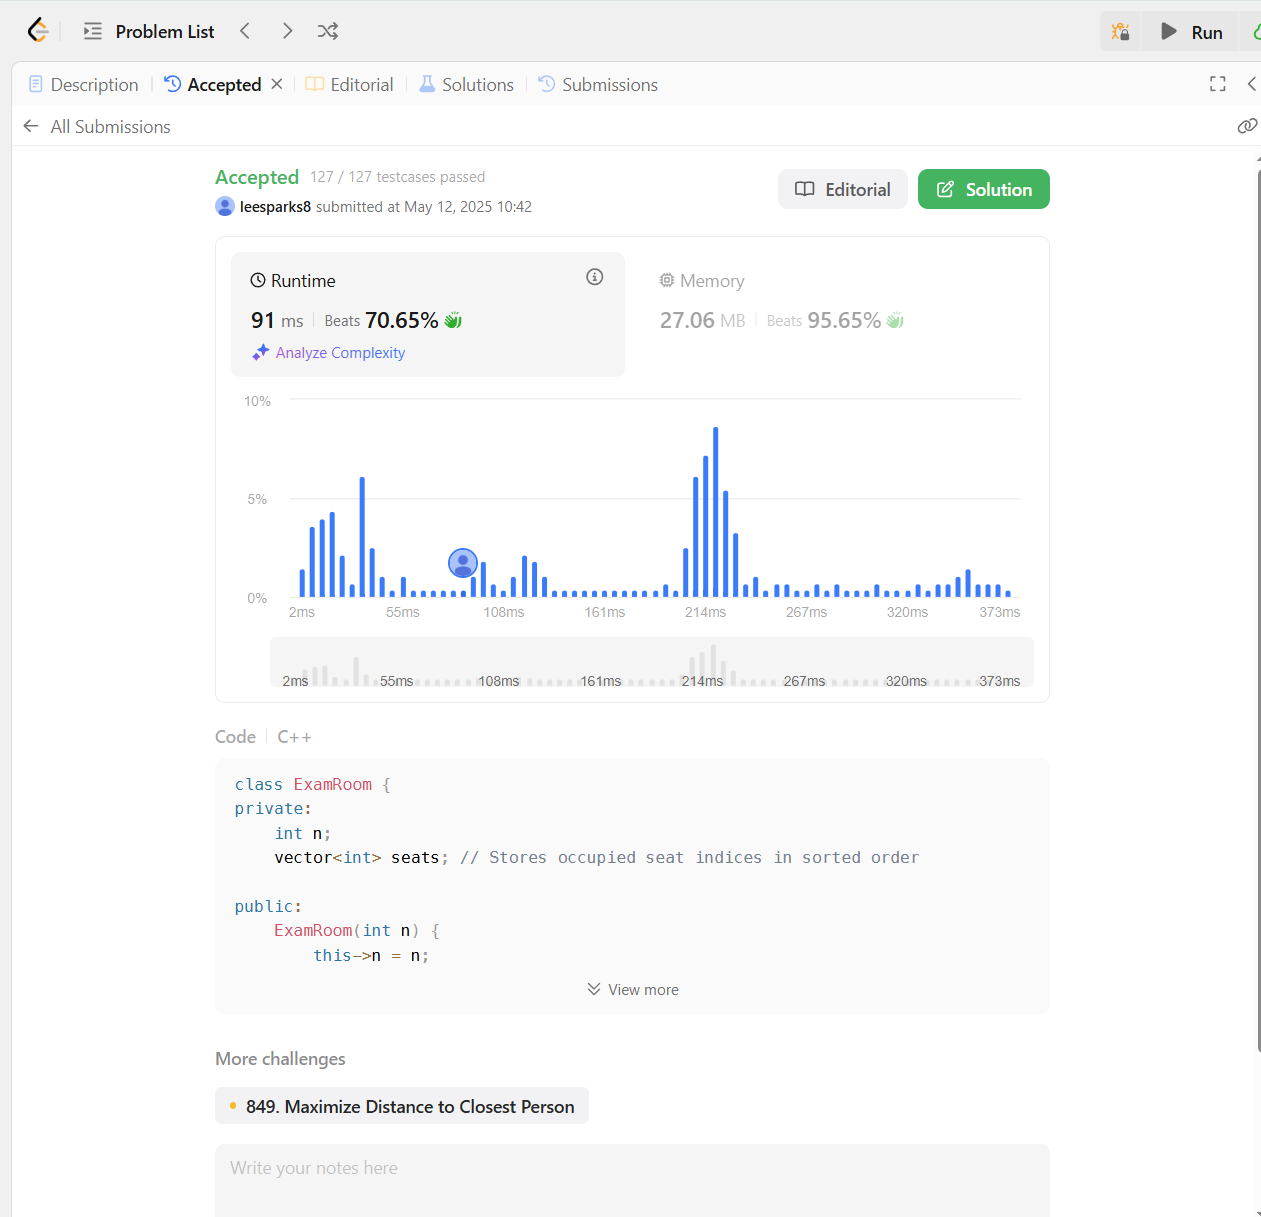 Problem List
Run
Description
Accepted
Editorial
Solutions
Submissions
All Submissions
Accepted 127 / 127 testcases passed
leesparks8 submitted at May 12, 2025 10:42
Editorial
Solution
Runtime
91 ms Beats 70.65%
Analyze Complexity
Memory
27.06 MB Beats 95.65%
10%
5%
0%
2ms 55ms 108ms 161ms 214ms 267ms 320ms 373ms
2ms 55ms 108ms 161ms 214ms 267ms 320ms 373ms
Code C++
class ExamRoom {
private:
    int n;
    vector<int> seats; // Stores occupied seat indices in sorted order
public:
    ExamRoom(int n) {
        this->n = n;
View more
More challenges
849. Maximize Distance to Closest Person
Write your notes here